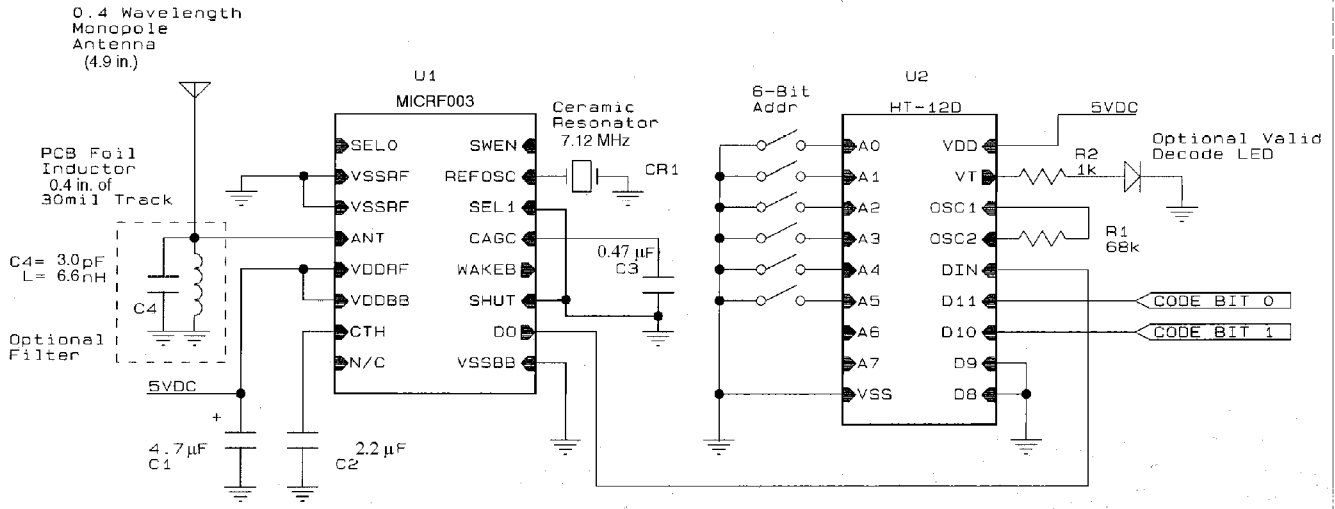 0.4 Wavelength
Monopole
Antenna
(4.9 in.)
PCB Foil
Inductor
0.4 in. of
30mil Track
C4= 3.0pF
L= 6.6nH
C4
Optional
Filter
5VDC
+
4.7µF
C1
2.2 µF
C2
U1
MICRF003
SEL0
VSSRF
VSSRF
ANT
VDDRF
VDDBB
CTH
N/C
SWEN
REFOSC
SEL1
CAGC
WAKEB
SHUT
DO
VSSBB
Ceramic
Resonator
7.12 MHz
CR1
0.47 µF
C3
6-Bit
Addr
U2
HT-12D
A0
A1
A2
A3
A4
A5
A6
A7
VSS
VDD
VT
OSC1
OSC2
DIN
D11
D10
D9
D8
5VDC
R2
1k
Optional Valid
Decode LED
R1
68k
CODE BIT 0
CODE BIT 1